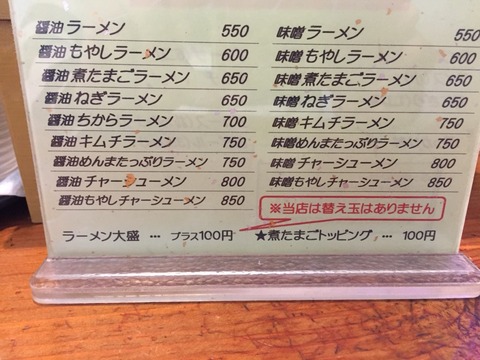 醤油ラーメン 550
醤油もやしラーメン 600
醤油煮たまごラーメン 650
醤油ねぎラーメン 650
醤油ちからラーメン 700
醤油キムチラーメン 750
醤油めんまたっぷりラーメン 750
醤油チャーシューメン 800
醤油もやしチャーシューメン 850
味噌ラーメン 550
味噌もやしラーメン 600
味噌煮たまごラーメン 650
味噌ねぎラーメン 650
味噌キムチラーメン 750
味噌めんまたっぷりラーメン 750
味噌チャーシューメン 800
味噌もやしチャーシューメン 850
※当店は替え玉はありません
ラーメン大盛 … プラス100円
★煮たまごトッピング … 100円